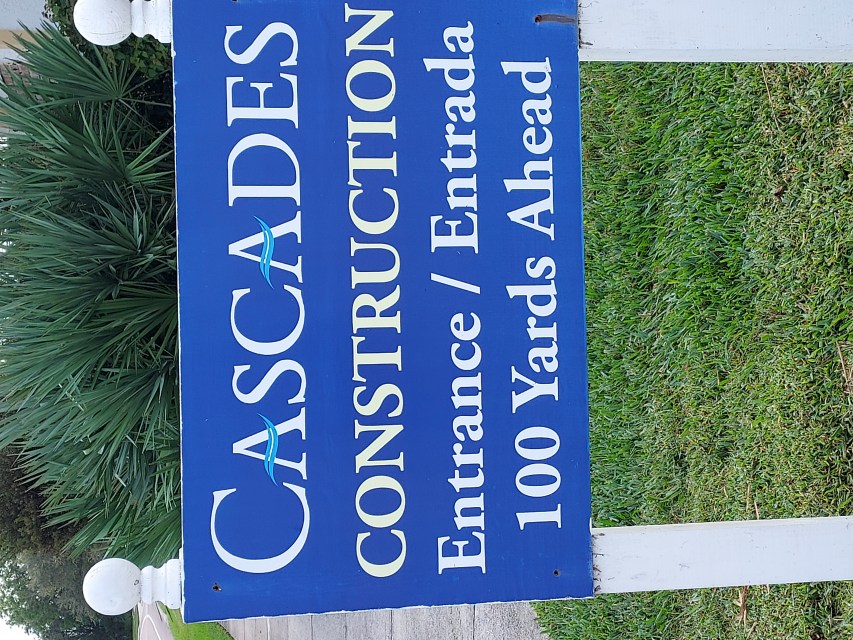 CASCADES
CONSTRUCTION
Entrance / Entrada
100 Yards Ahead